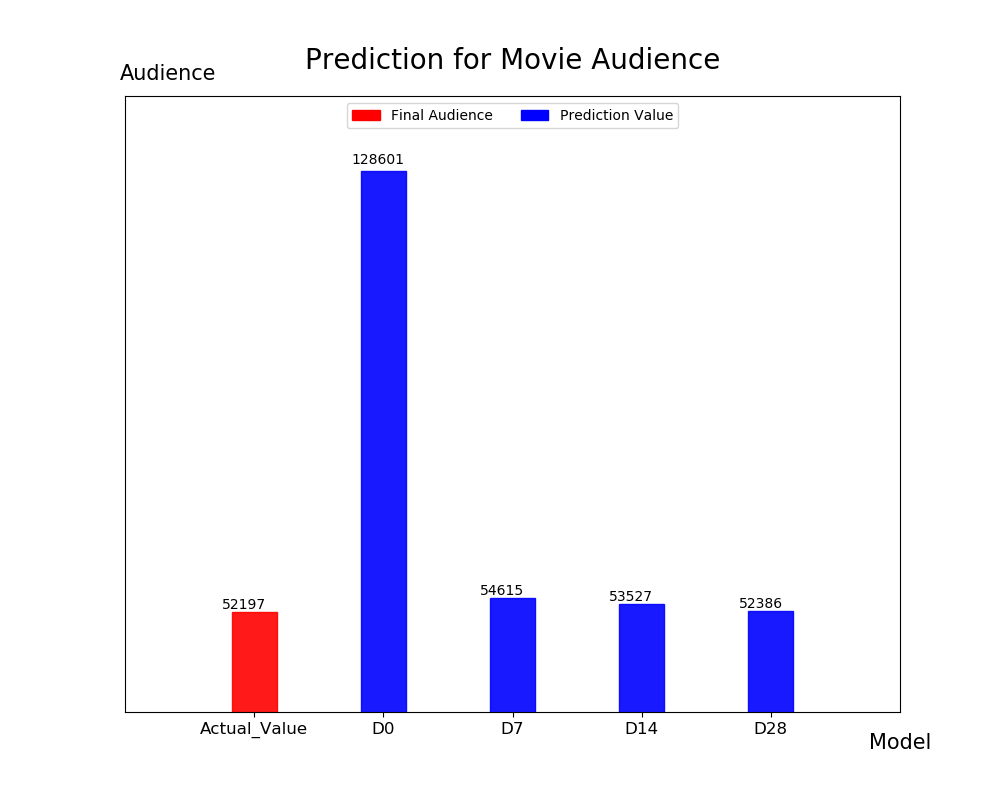 Prediction for Movie Audience
Audience
Final Audience Prediction Value
128601
52197
54615
53527
52386
Actual_Value D0 D7 D14 D28
Model